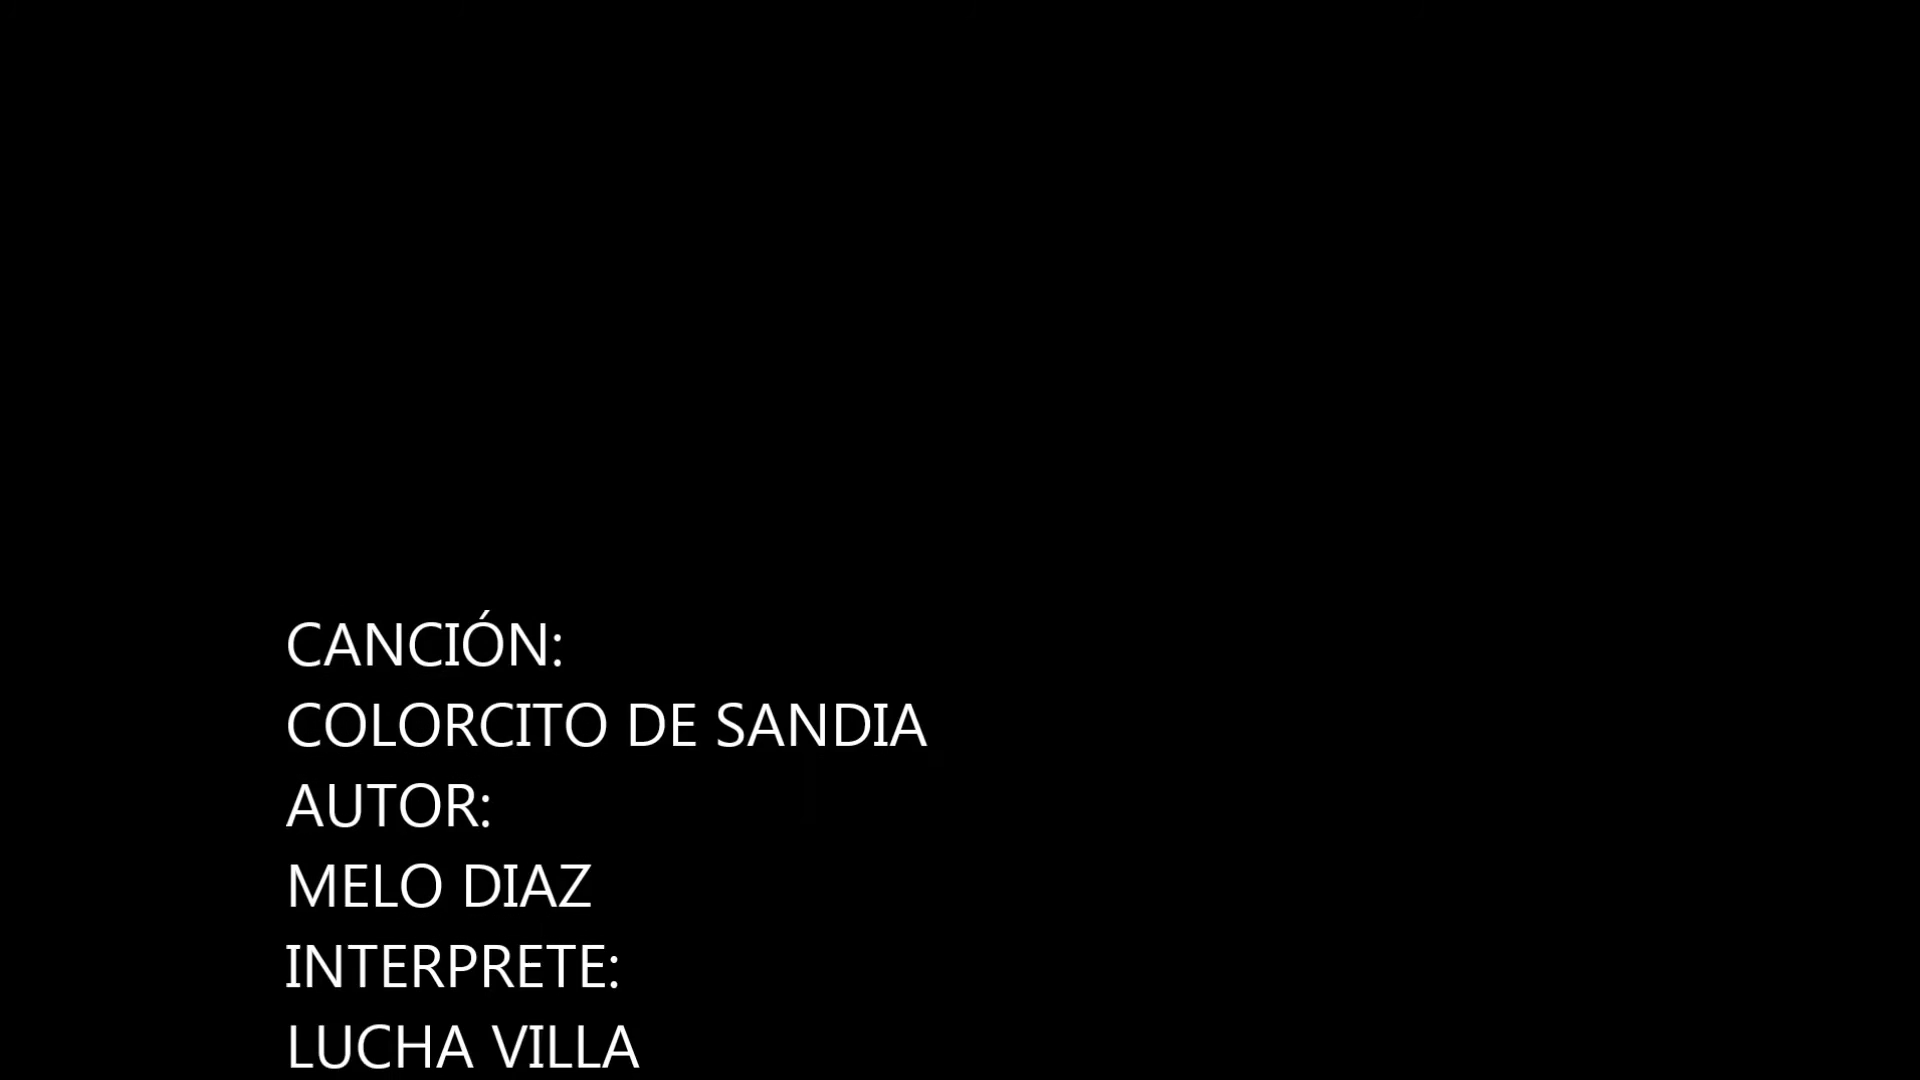 CANCIÓN:
COLORCITO DE SANDIA
AUTOR:
MELO DIAZ
INTERPRETE:
LUCHA VILLA